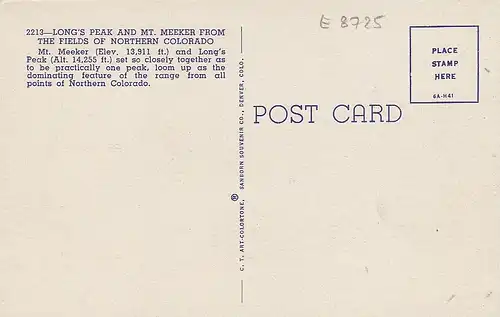 2213—LONG'S PEAK AND MT. MEEKER FROM
THE FIELDS OF NORTHERN COLORADO
Mt. Meeker (Elev. 13,911 ft.) and Long's
Peak (Alt. 14,255 ft.) set so closely together as
to be practically one peak, loom up as the
dominating feature of the range from all
points of Northern Colorado.
C. T. ART-COLORTONE, ® SANBORN SOUVENIR CO., DENVER, COLO.
E 8725
POST CARD
PLACE
STAMP
HERE
6A-H41